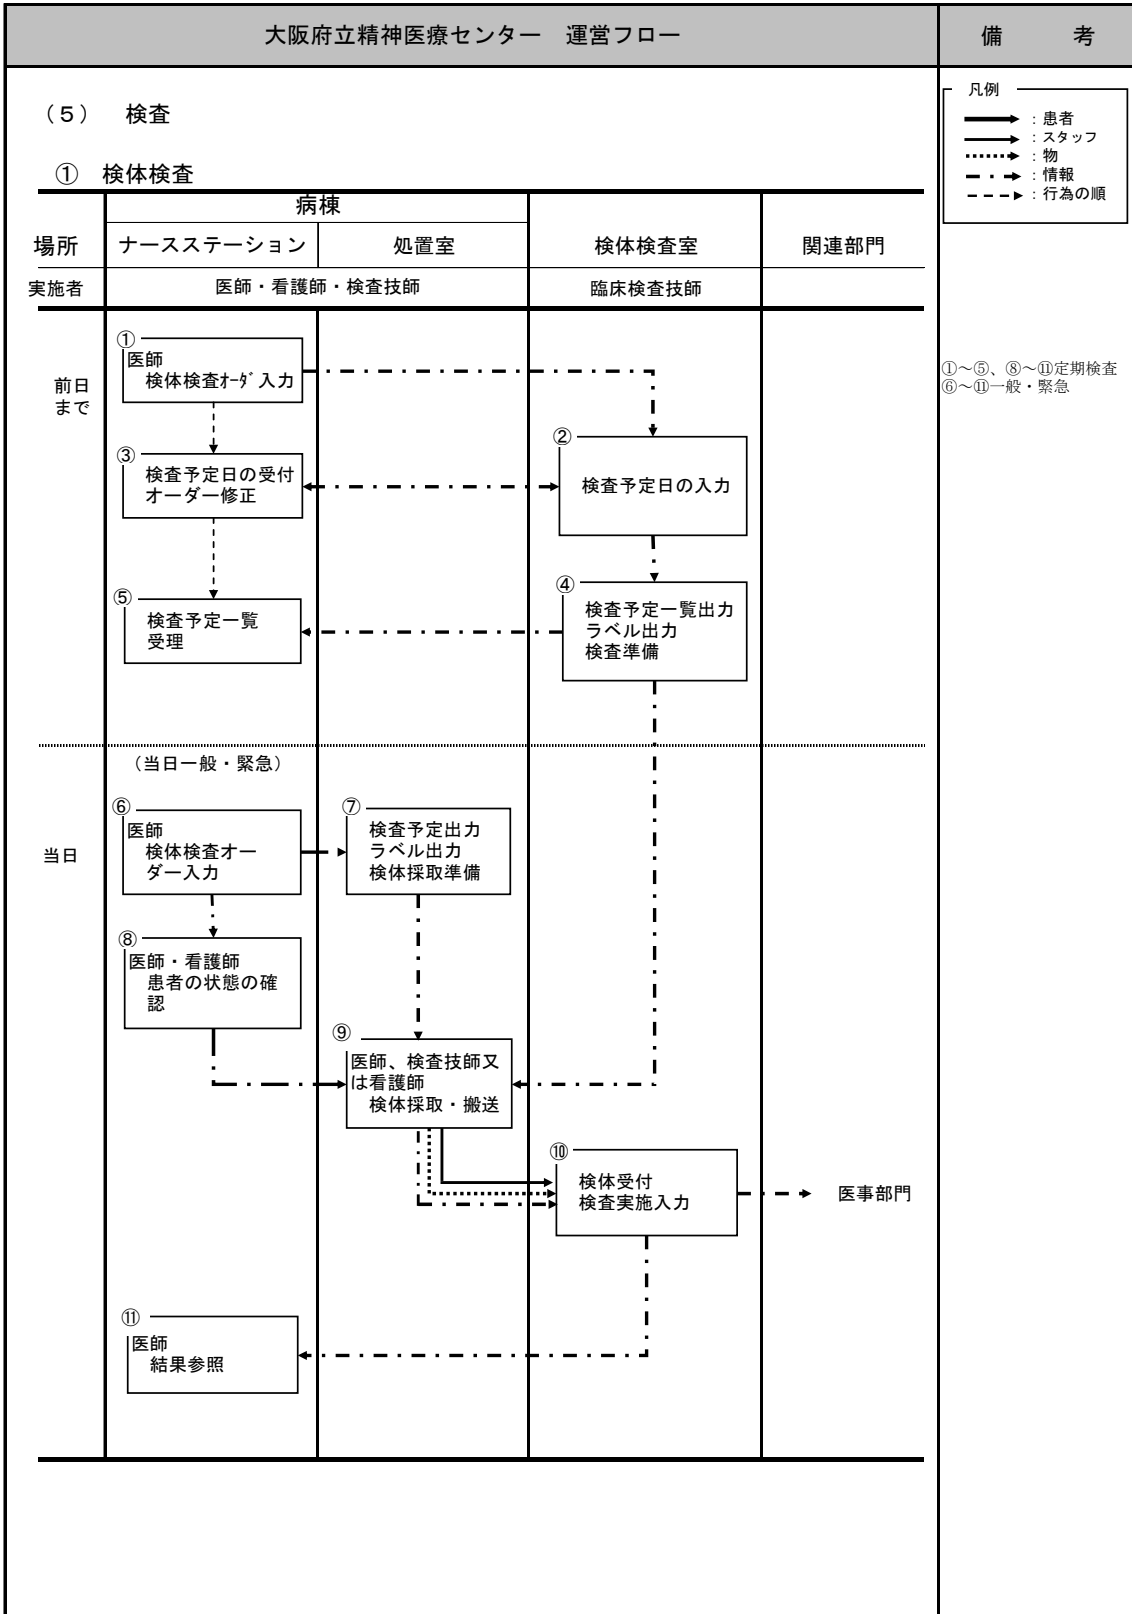 大阪府立精神医療センター　運営フロー
備　　　考
（５）　検査
①　検体検査
凡例
：患者
：スタッフ
：物
：情報
：行為の順
場所
病棟
ナースステーション
処置室
検体検査室
関連部門
実施者
医師・看護師・検査技師
臨床検査技師
前日
まで
①
医師
検体検査ｵｰﾀﾞ入力
①～⑤、⑧～⑪定期検査
⑥～⑪一般・緊急
②
検査予定日の入力
③
検査予定日の受付
オーダー修正
④
検査予定一覧出力
ラベル出力
検査準備
⑤
検査予定一覧
受理
（当日一般・緊急）
当日
⑥
医師
検体検査オー
ダー入力
⑦
検査予定出力
ラベル出力
検体採取準備
⑧
医師・看護師
患者の状態の確
認
⑨
医師、検査技師又
は看護師
検体採取・搬送
⑩
検体受付
検査実施入力
医事部門
⑪
医師
結果参照